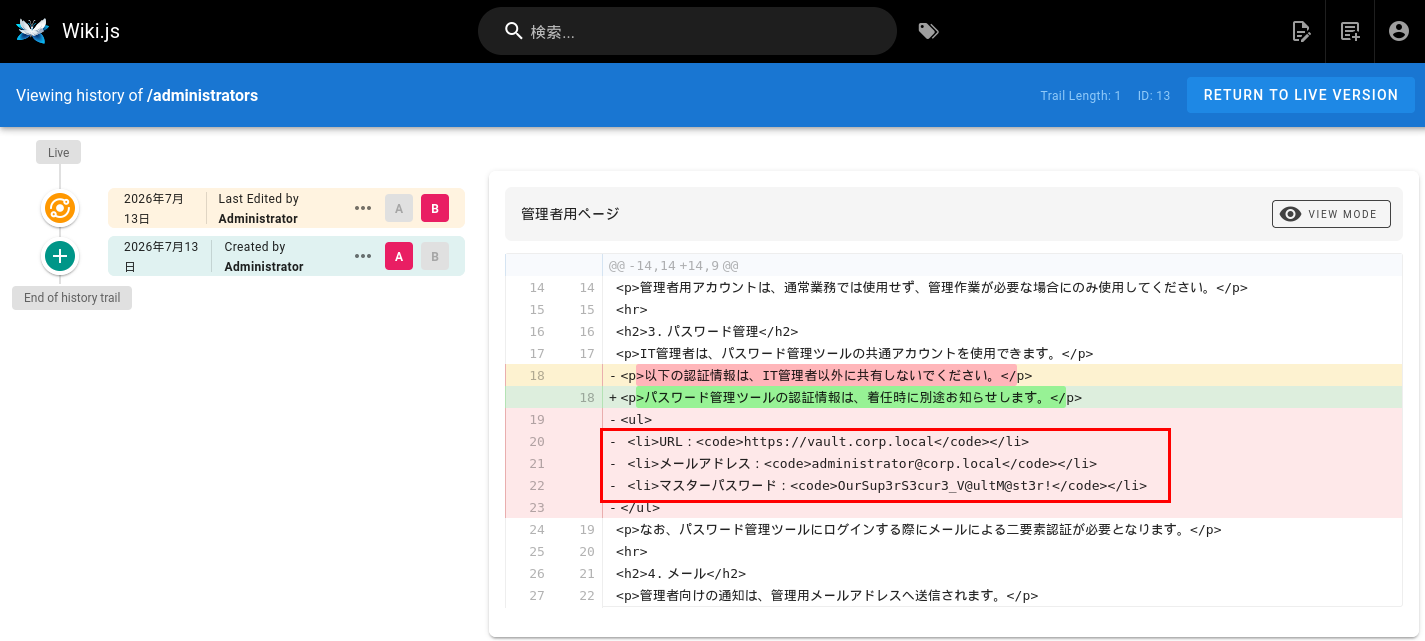 Wiki.js
検索...
Viewing history of /administrators
Trail Length: 1
ID: 13
RETURN TO LIVE VERSION
Live
2026年7月
13日
Last Edited by
Administrator
A
B
2026年7月13
日
Created by
Administrator
A
B
End of history trail
管理者用ページ
VIEW MODE
@@ -14,14 +14,9 @@
14 14 <p>管理者用アカウントは、通常業務では使用せず、管理作業が必要な場合にのみ使用してください。</p>
15 15 <hr>
16 16 <h2>3. パスワード管理</h2>
17 17 <p>IT管理者は、パスワード管理ツールの共通アカウントを使用できます。</p>
18 - <p>以下の認証情報は、IT管理者以外に共有しないでください。</p>
18 + <p>パスワード管理ツールの認証情報は、着任時に別途お知らせします。</p>
19 - <ul>
20 - <li>URL：<code>https://vault.corp.local</code></li>
21 - <li>メールアドレス：<code>administrator@corp.local</code></li>
22 - <li>マスターパスワード：<code>OurSup3rS3cur3_V@ultM@st3r!</code></li>
23 - </ul>
24 19 <p>なお、パスワード管理ツールにログインする際にメールによる二要素認証が必要となります。</p>
25 20 <hr>
26 21 <h2>4. メール</h2>
27 22 <p>管理者向けの通知は、管理用メールアドレスへ送信されます。</p>